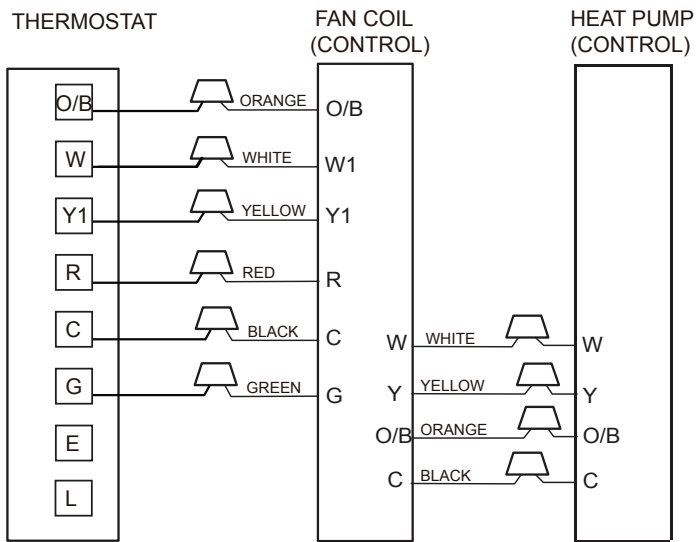 THERMOSTAT
FAN COIL
(CONTROL)
HEAT PUMP
(CONTROL)
O/B ORANGE O/B
W WHITE W1
Y1 YELLOW Y1
R RED R
C BLACK C
G GREEN G
E
L
W WHITE W
Y YELLOW Y
O/B ORANGE O/B
C BLACK C